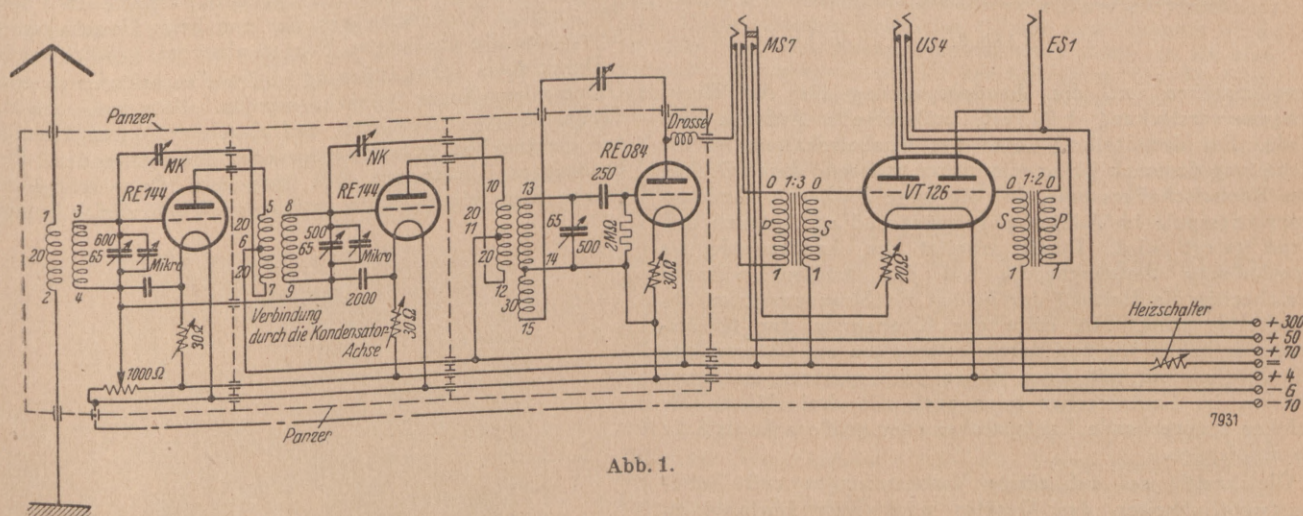 Panzer
MS7
US4
ES1
Drossel
NK
NK
RE144
RE144
RE084
250
10
13
0 1:3 0
VT 126
0 1:2 0
1
20
2
3
600
65
Mikro
4
5
20
6
20
7
8
500
65
Mikro
9
2000
20
11
20
12
14
30
15
65
500
2MΩ
P
S
S
P
1
1
1
1
30Ω
30Ω
30Ω
20Ω
Verbindung
durch die Kondensator-
Achse
Heizschalter
1000Ω
+ 300
+ 50
+ 70
=
+ 4
- 6
- 10
Panzer
7931
Abb. 1.